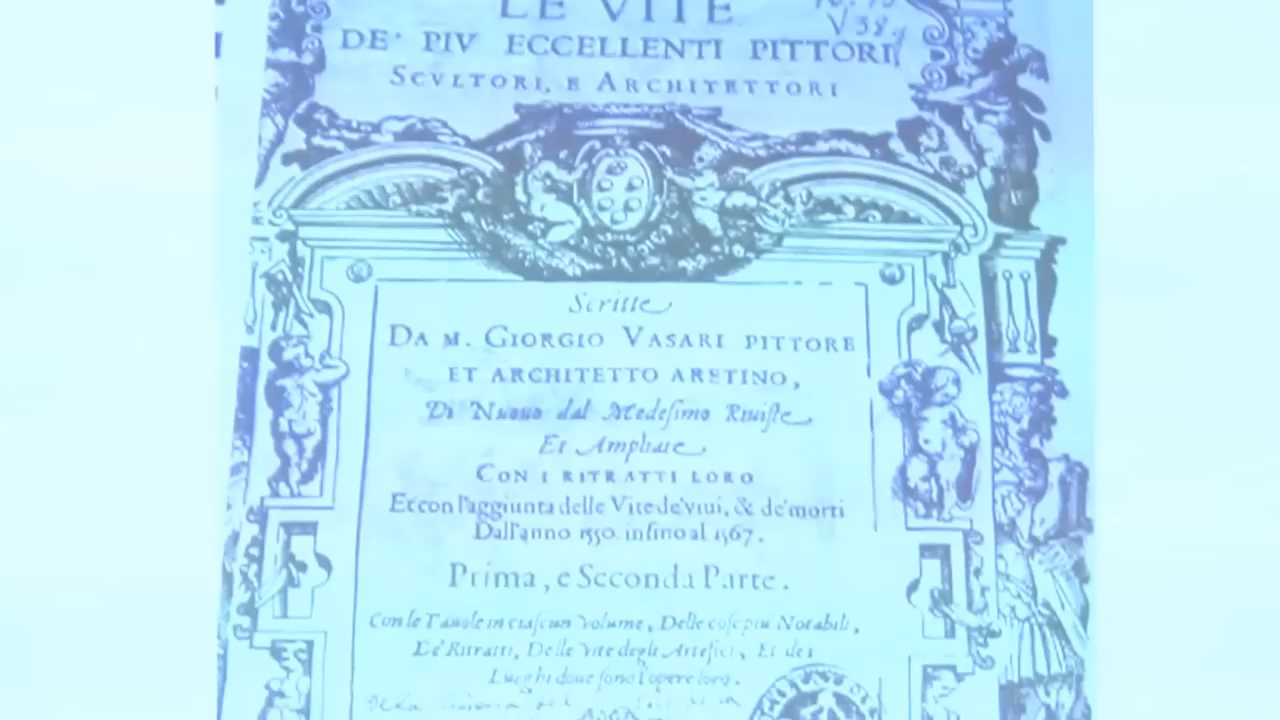 LE VITE
DE' PIV ECCELLENTI PITTORI,
SCVLTORI, E ARCHITETTORI
Scritte
DA M. GIORGIO VASARI PITTORE
ET ARCHITETTO ARETINO,
Di Nuouo dal Medesimo Riuiste
Et Ampliate
CON I RITRATTI LORO
Et con l'aggiunta delle Vite de' viui, & de' morti
Dall'anno 1550. insino al 1567.
Prima, e Seconda Parte.
Con le Tauole in ciascun volume, Delle cose piu Notabili,
De' Ritratti, Delle vite degli Artefici, Et dei
Luoghi doue sono l'opere loro.